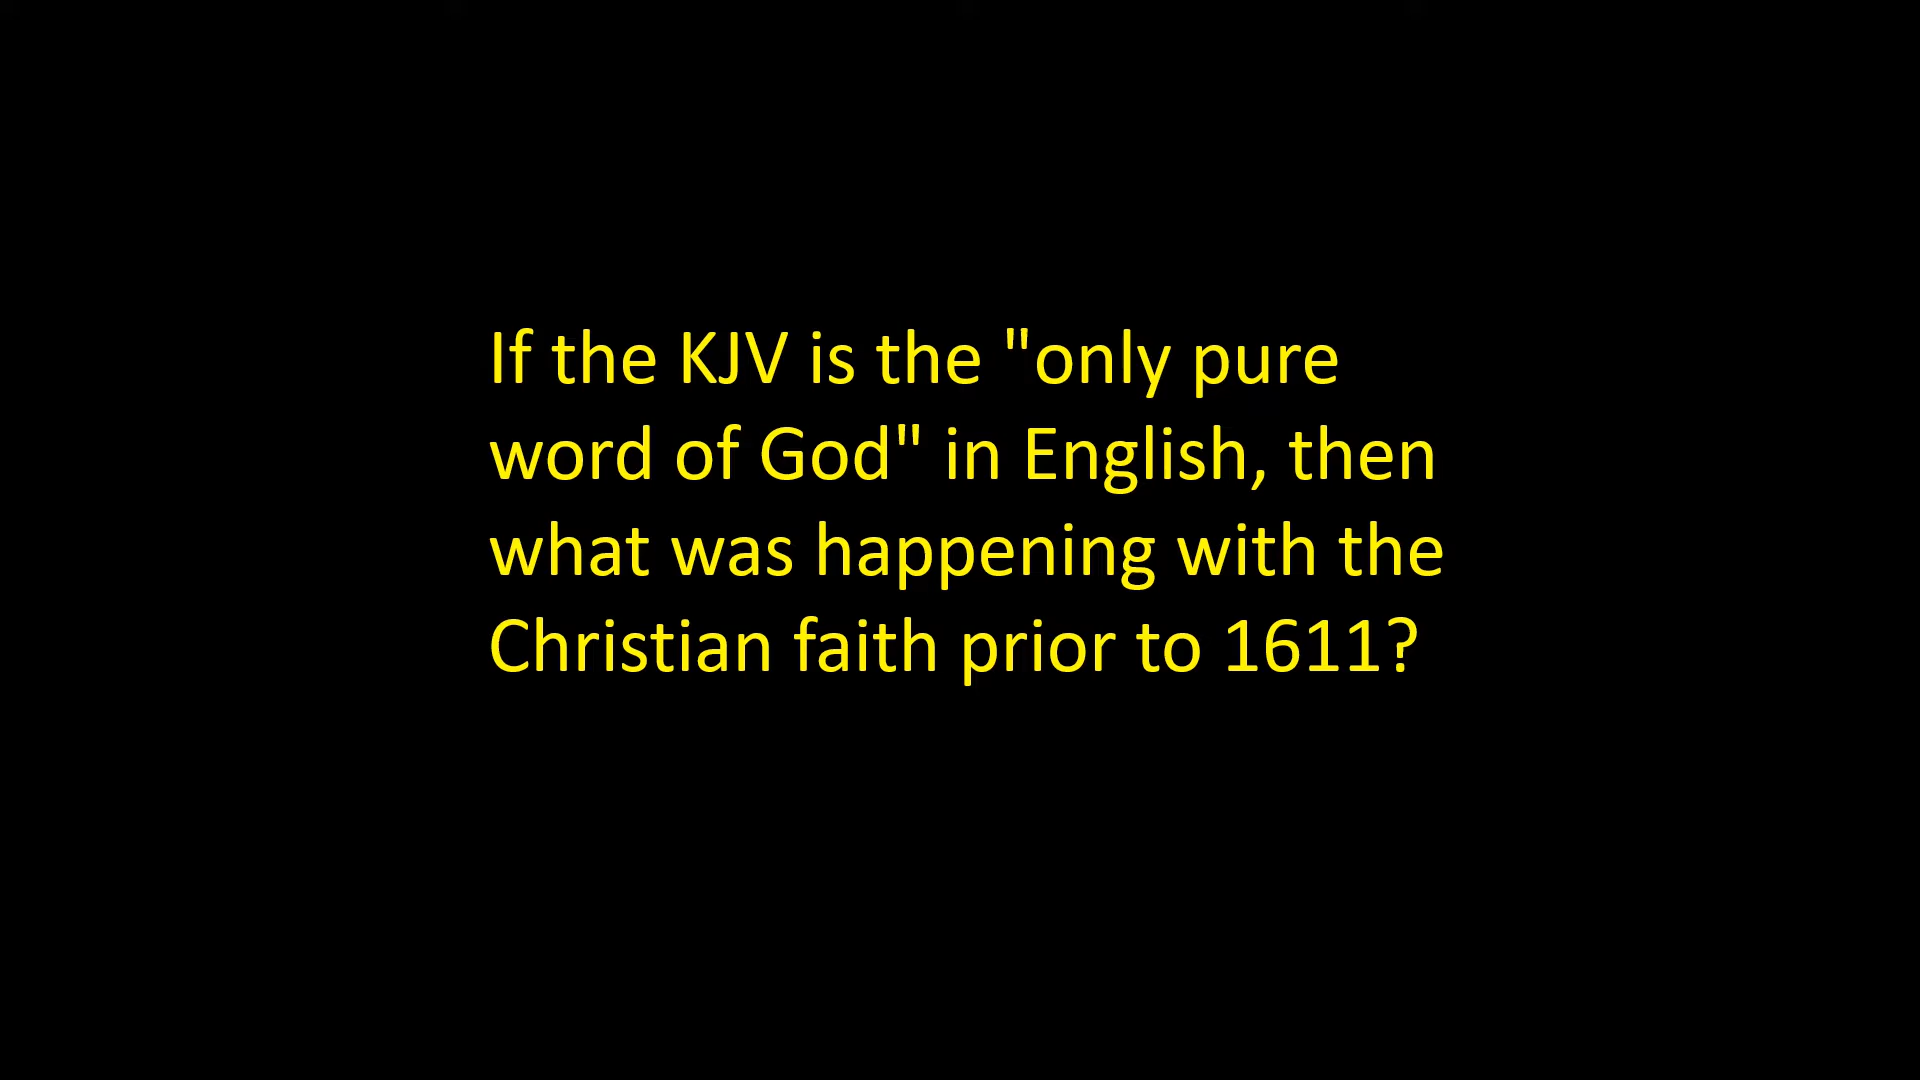 If the KJV is the "only pure
word of God" in English, then
what was happening with the
Christian faith prior to 1611?